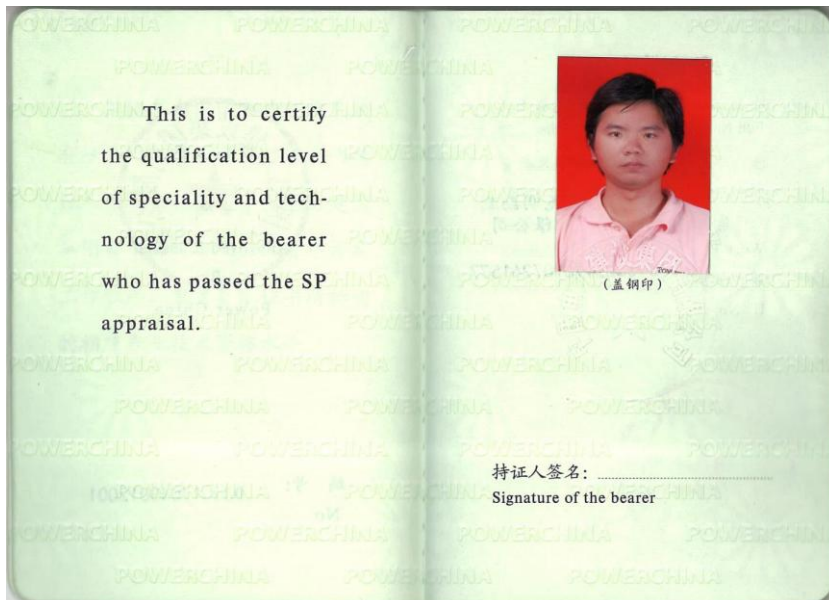 This is to certify
the qualification level
of speciality and tech-
nology of the bearer
who has passed the SP
appraisal.
(盖钢印)
持证人签名:
Signature of the bearer
POWERCHINA